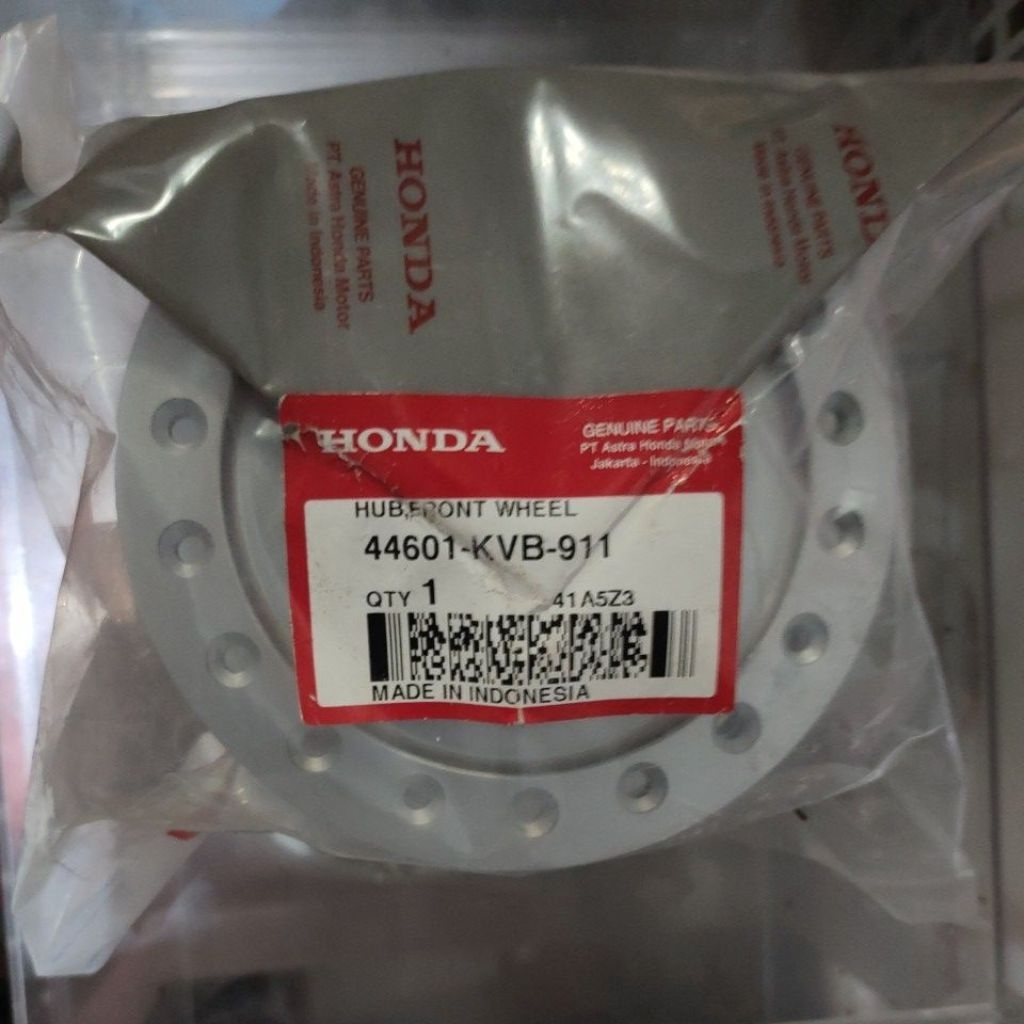 HONDA
GENUINE PARTS
PT Astra Honda Motor
Made in Indonesia
HONDA
GENUINE PARTS
PT Astra Honda Motor
Made in Indonesia
HONDA
GENUINE PARTS
PT Astra Honda Motor
Jakarta - Indonesia
HUB,FRONT WHEEL
44601-KVB-911
QTY 1
41A5Z3
MADE IN INDONESIA